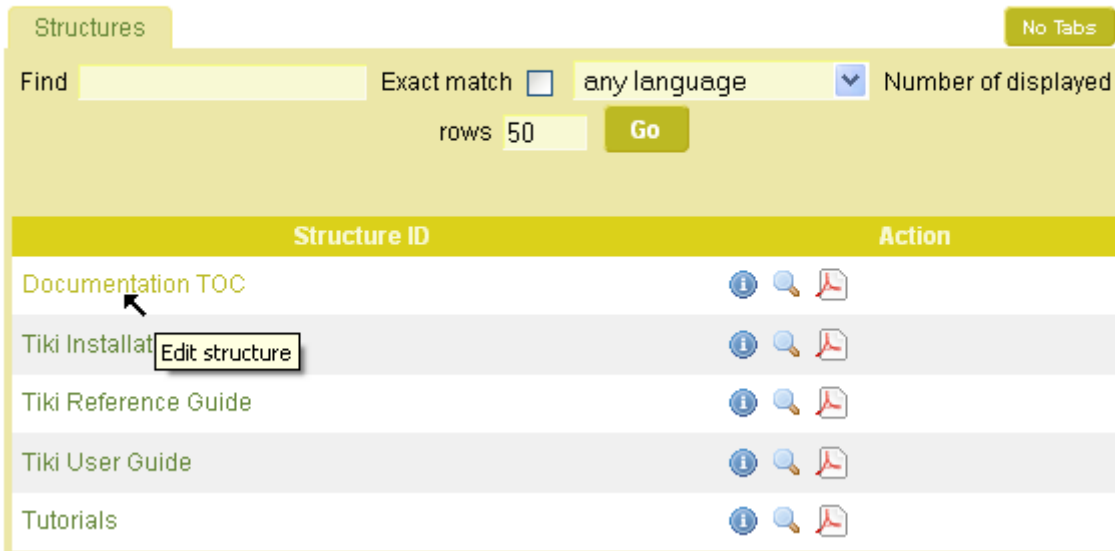 Structures
No Tabs
Find Exact match any language Number of displayed
rows 50 Go
Structure ID Action
Documentation TOC
Tiki Installat
Edit structure
Tiki Reference Guide
Tiki User Guide
Tutorials